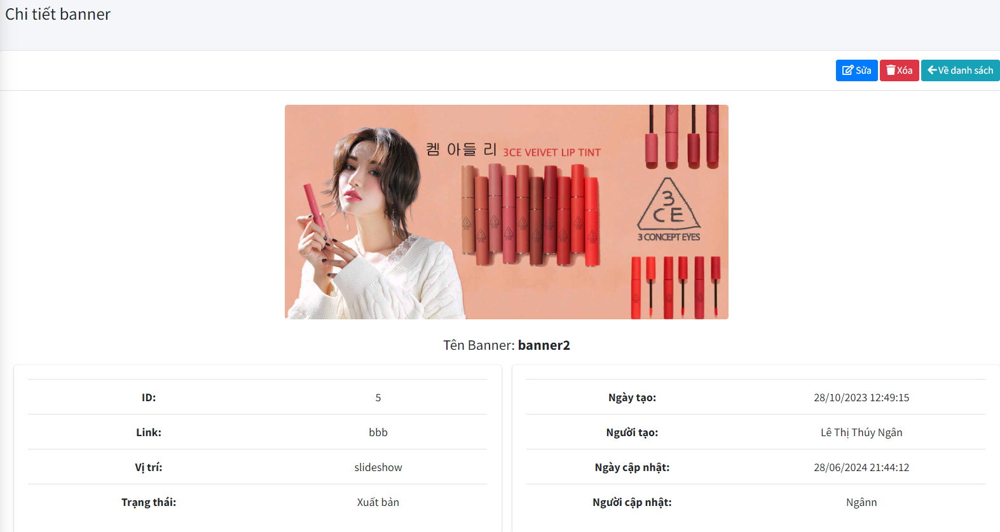 Chi tiết banner
Sửa
Xóa
Về danh sách
켐 아들 리 3CE VEIVET LIP TINT
3
CE
3 CONCEPT EYES
Tên Banner: banner2
ID: 5
Link: bbb
Vị trí: slideshow
Trạng thái: Xuất bản
Ngày tạo: 28/10/2023 12:49:15
Người tạo: Lê Thị Thúy Ngân
Ngày cập nhật: 28/06/2024 21:44:12
Người cập nhật: Ngânn